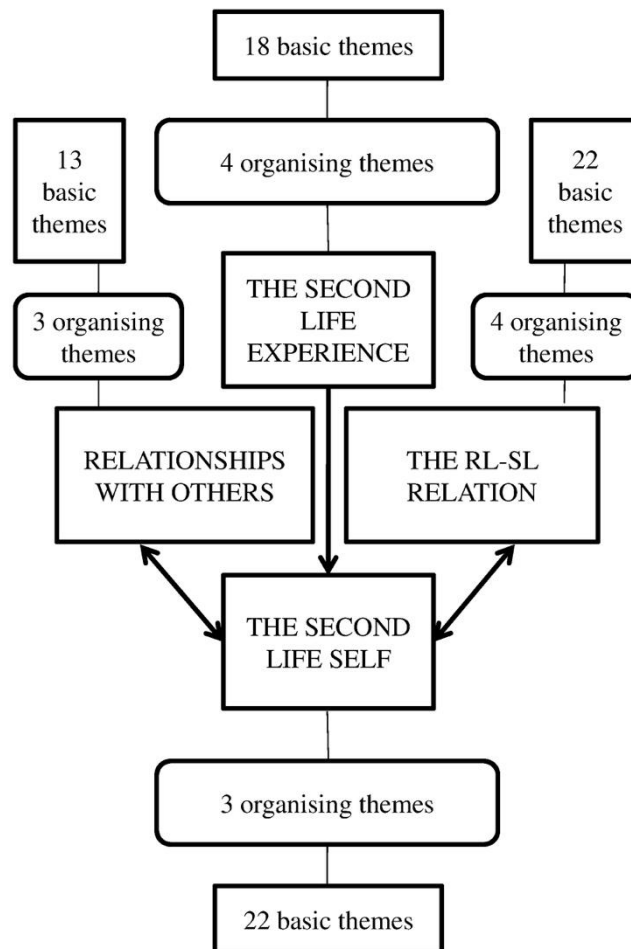 18 basic themes
4 organising themes
13
basic
themes
22
basic
themes
THE SECOND
LIFE
EXPERIENCE
3 organising
themes
4 organising
themes
RELATIONSHIPS
WITH OTHERS
THE RL-SL
RELATION
THE SECOND
LIFE SELF
3 organising themes
22 basic themes